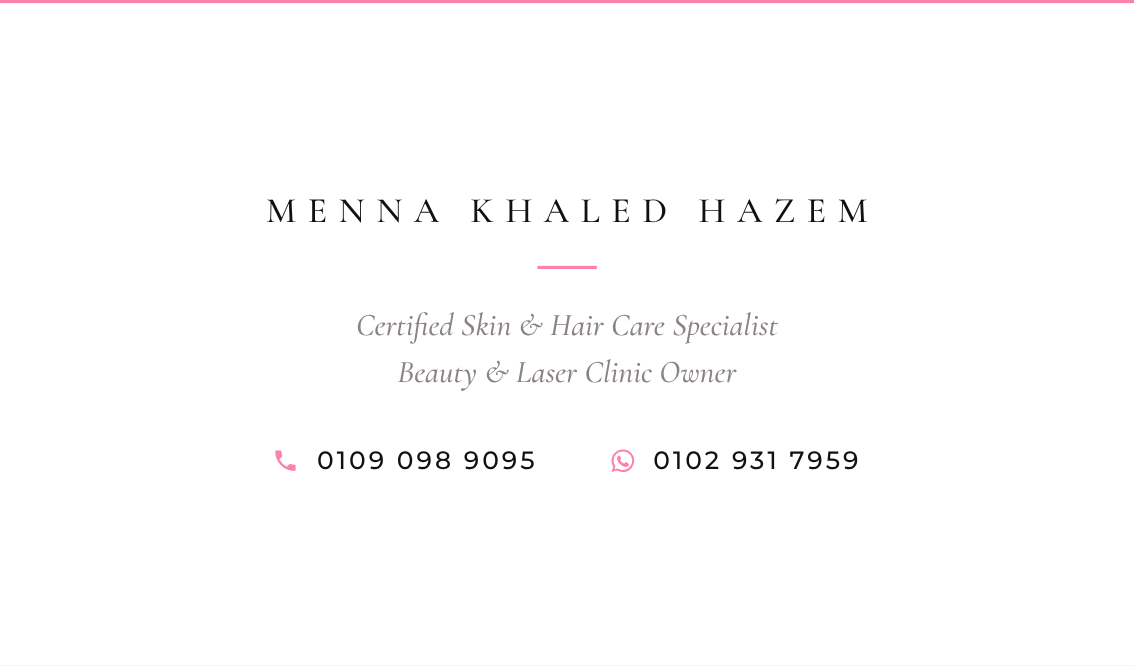 MENNA KHALED HAZEM
Certified Skin & Hair Care Specialist
Beauty & Laser Clinic Owner
0109 098 9095 0102 931 7959